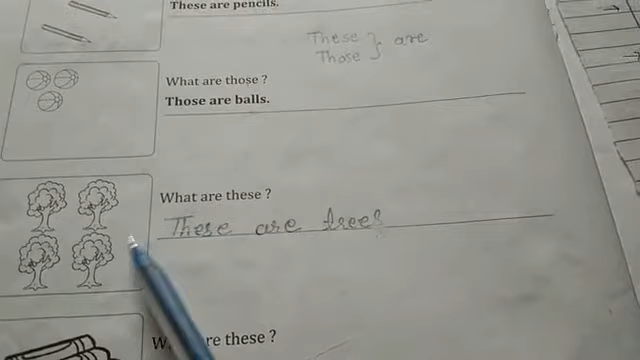 These are pencils.
These } are
Those
What are those ?
Those are balls.
What are these ?
These are trees
re these ?